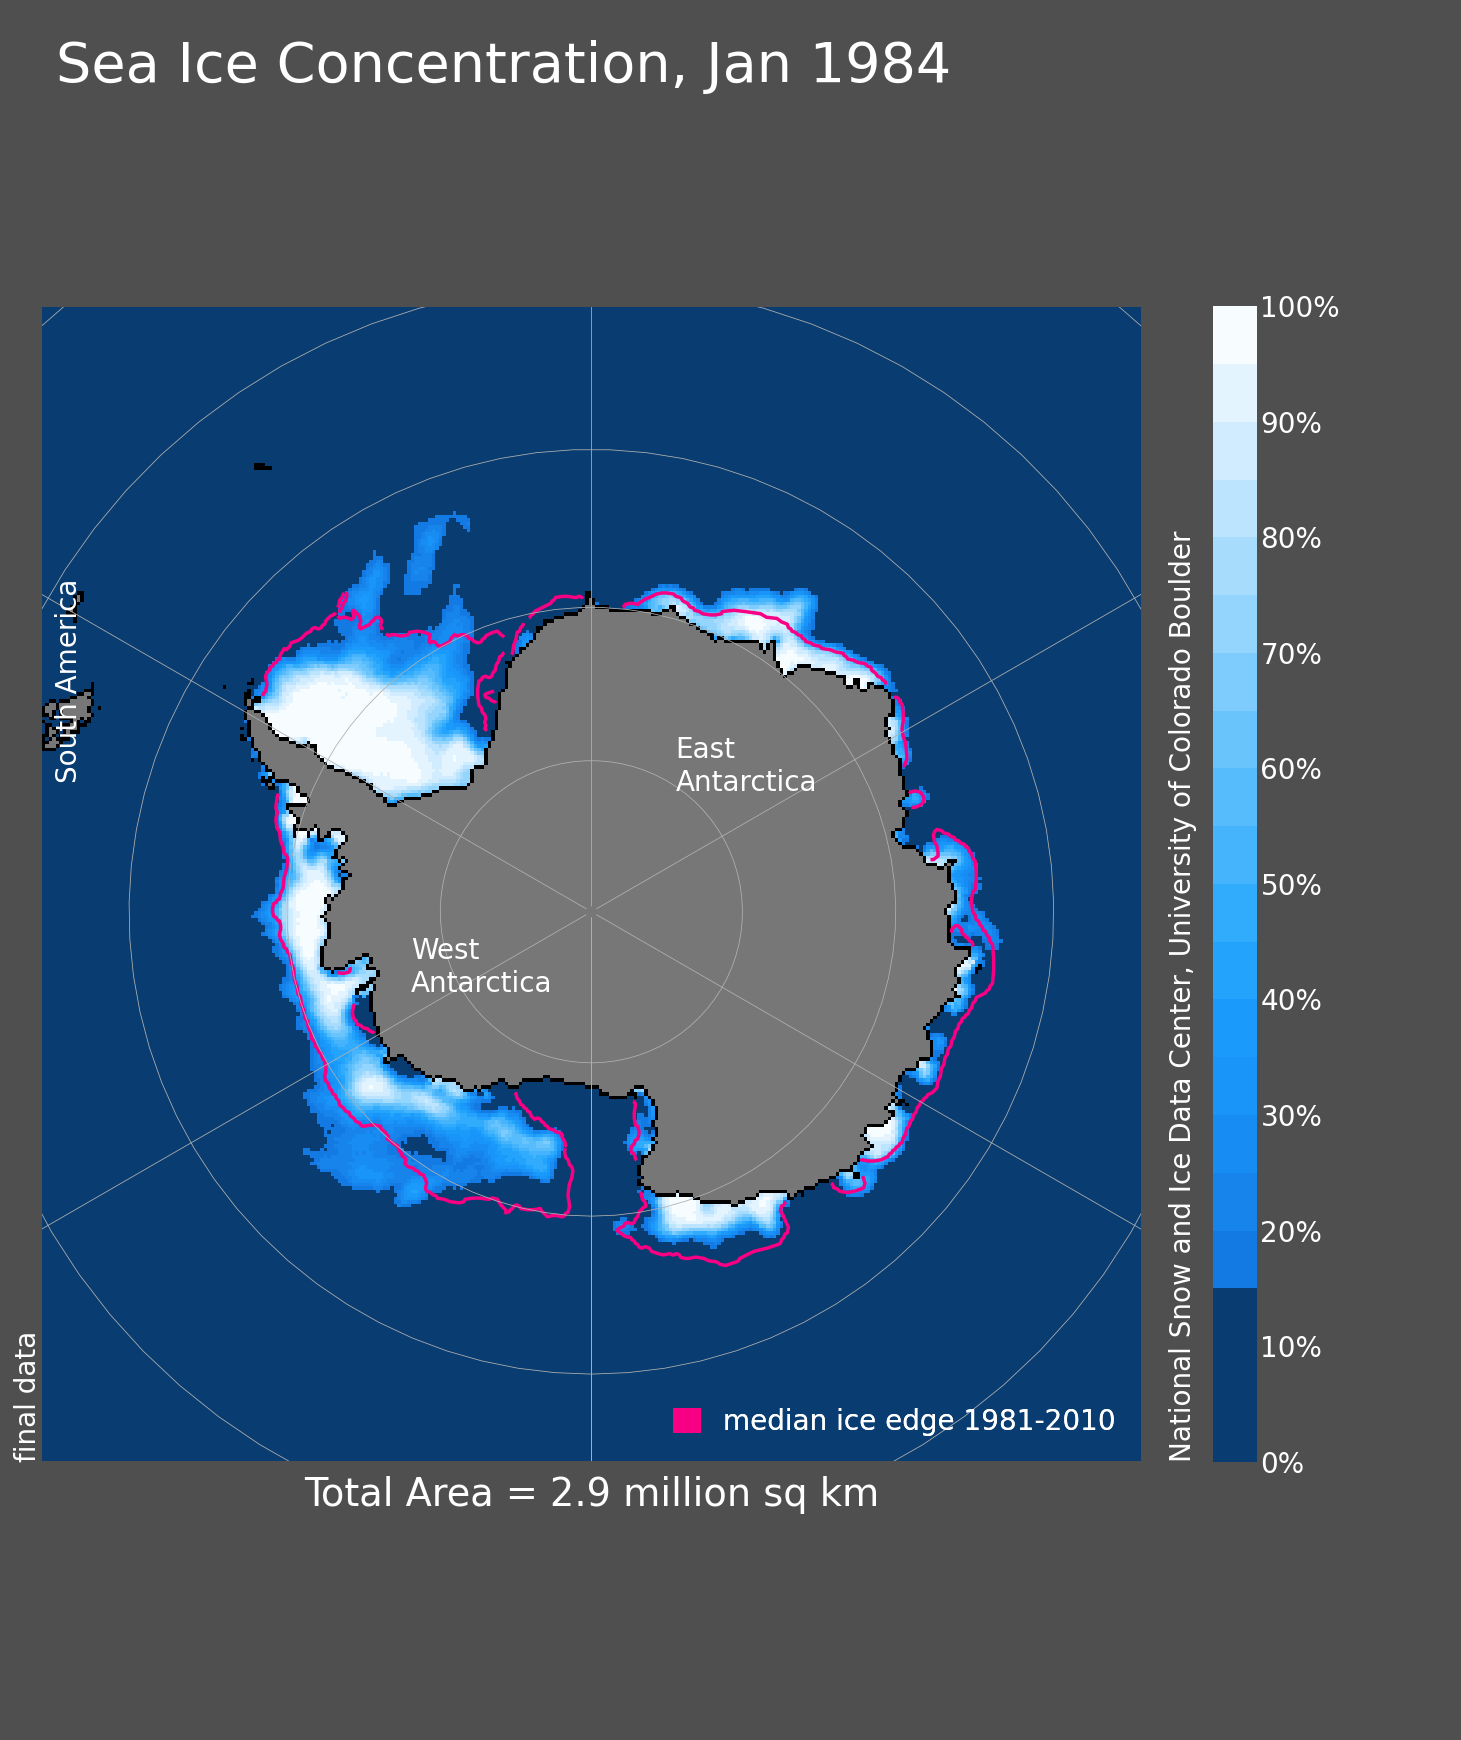 Sea Ice Concentration, Jan 1984
100%
90%
80%
70%
60%
50%
40%
30%
20%
10%
0%
South America
East
Antarctica
West
Antarctica
National Snow and Ice Data Center, University of Colorado Boulder
final data
median ice edge 1981-2010
Total Area = 2.9 million sq km